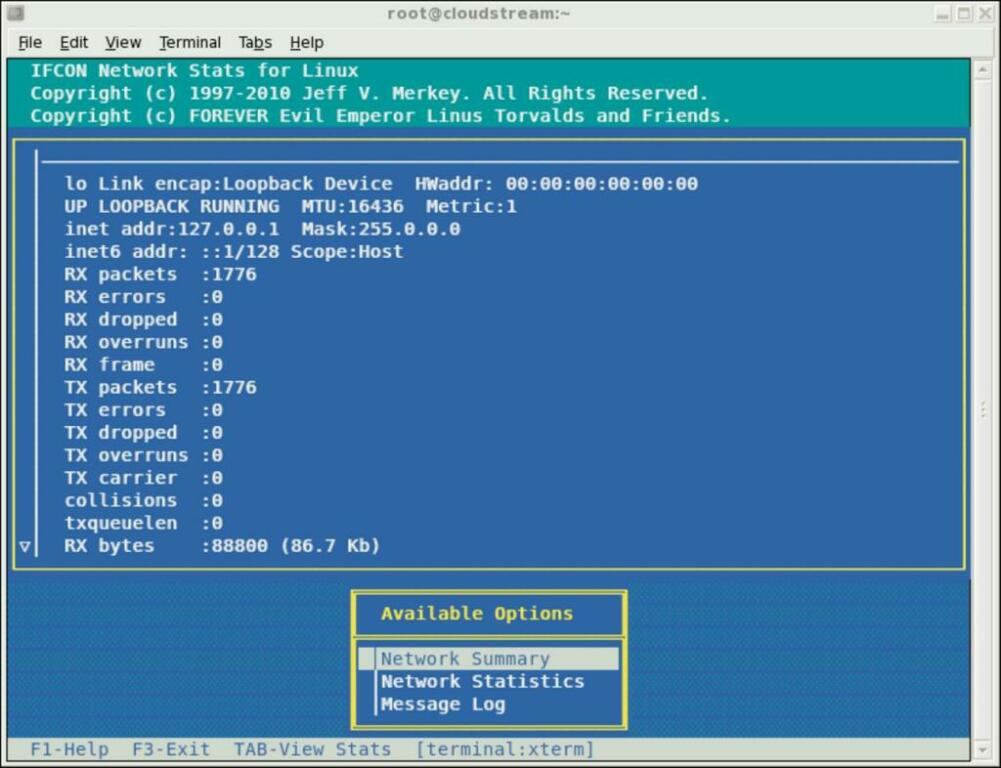 root@cloudstream:~
File Edit View Terminal Tabs Help
IFCON Network Stats for Linux
Copyright (c) 1997-2010 Jeff V. Merkey. All Rights Reserved.
Copyright (c) FOREVER Evil Emperor Linus Torvalds and Friends.
lo Link encap:Loopback Device  HWaddr: 00:00:00:00:00:00
UP LOOPBACK RUNNING  MTU:16436  Metric:1
inet addr:127.0.0.1  Mask:255.0.0.0
inet6 addr: ::1/128 Scope:Host
RX packets  :1776
RX errors   :0
RX dropped  :0
RX overruns :0
RX frame    :0
TX packets  :1776
TX errors   :0
TX dropped  :0
TX overruns :0
TX carrier  :0
collisions  :0
txqueuelen  :0
RX bytes    :88800 (86.7 Kb)
Available Options
Network Summary
Network Statistics
Message Log
F1-Help  F3-Exit  TAB-View Stats  [terminal:xterm]